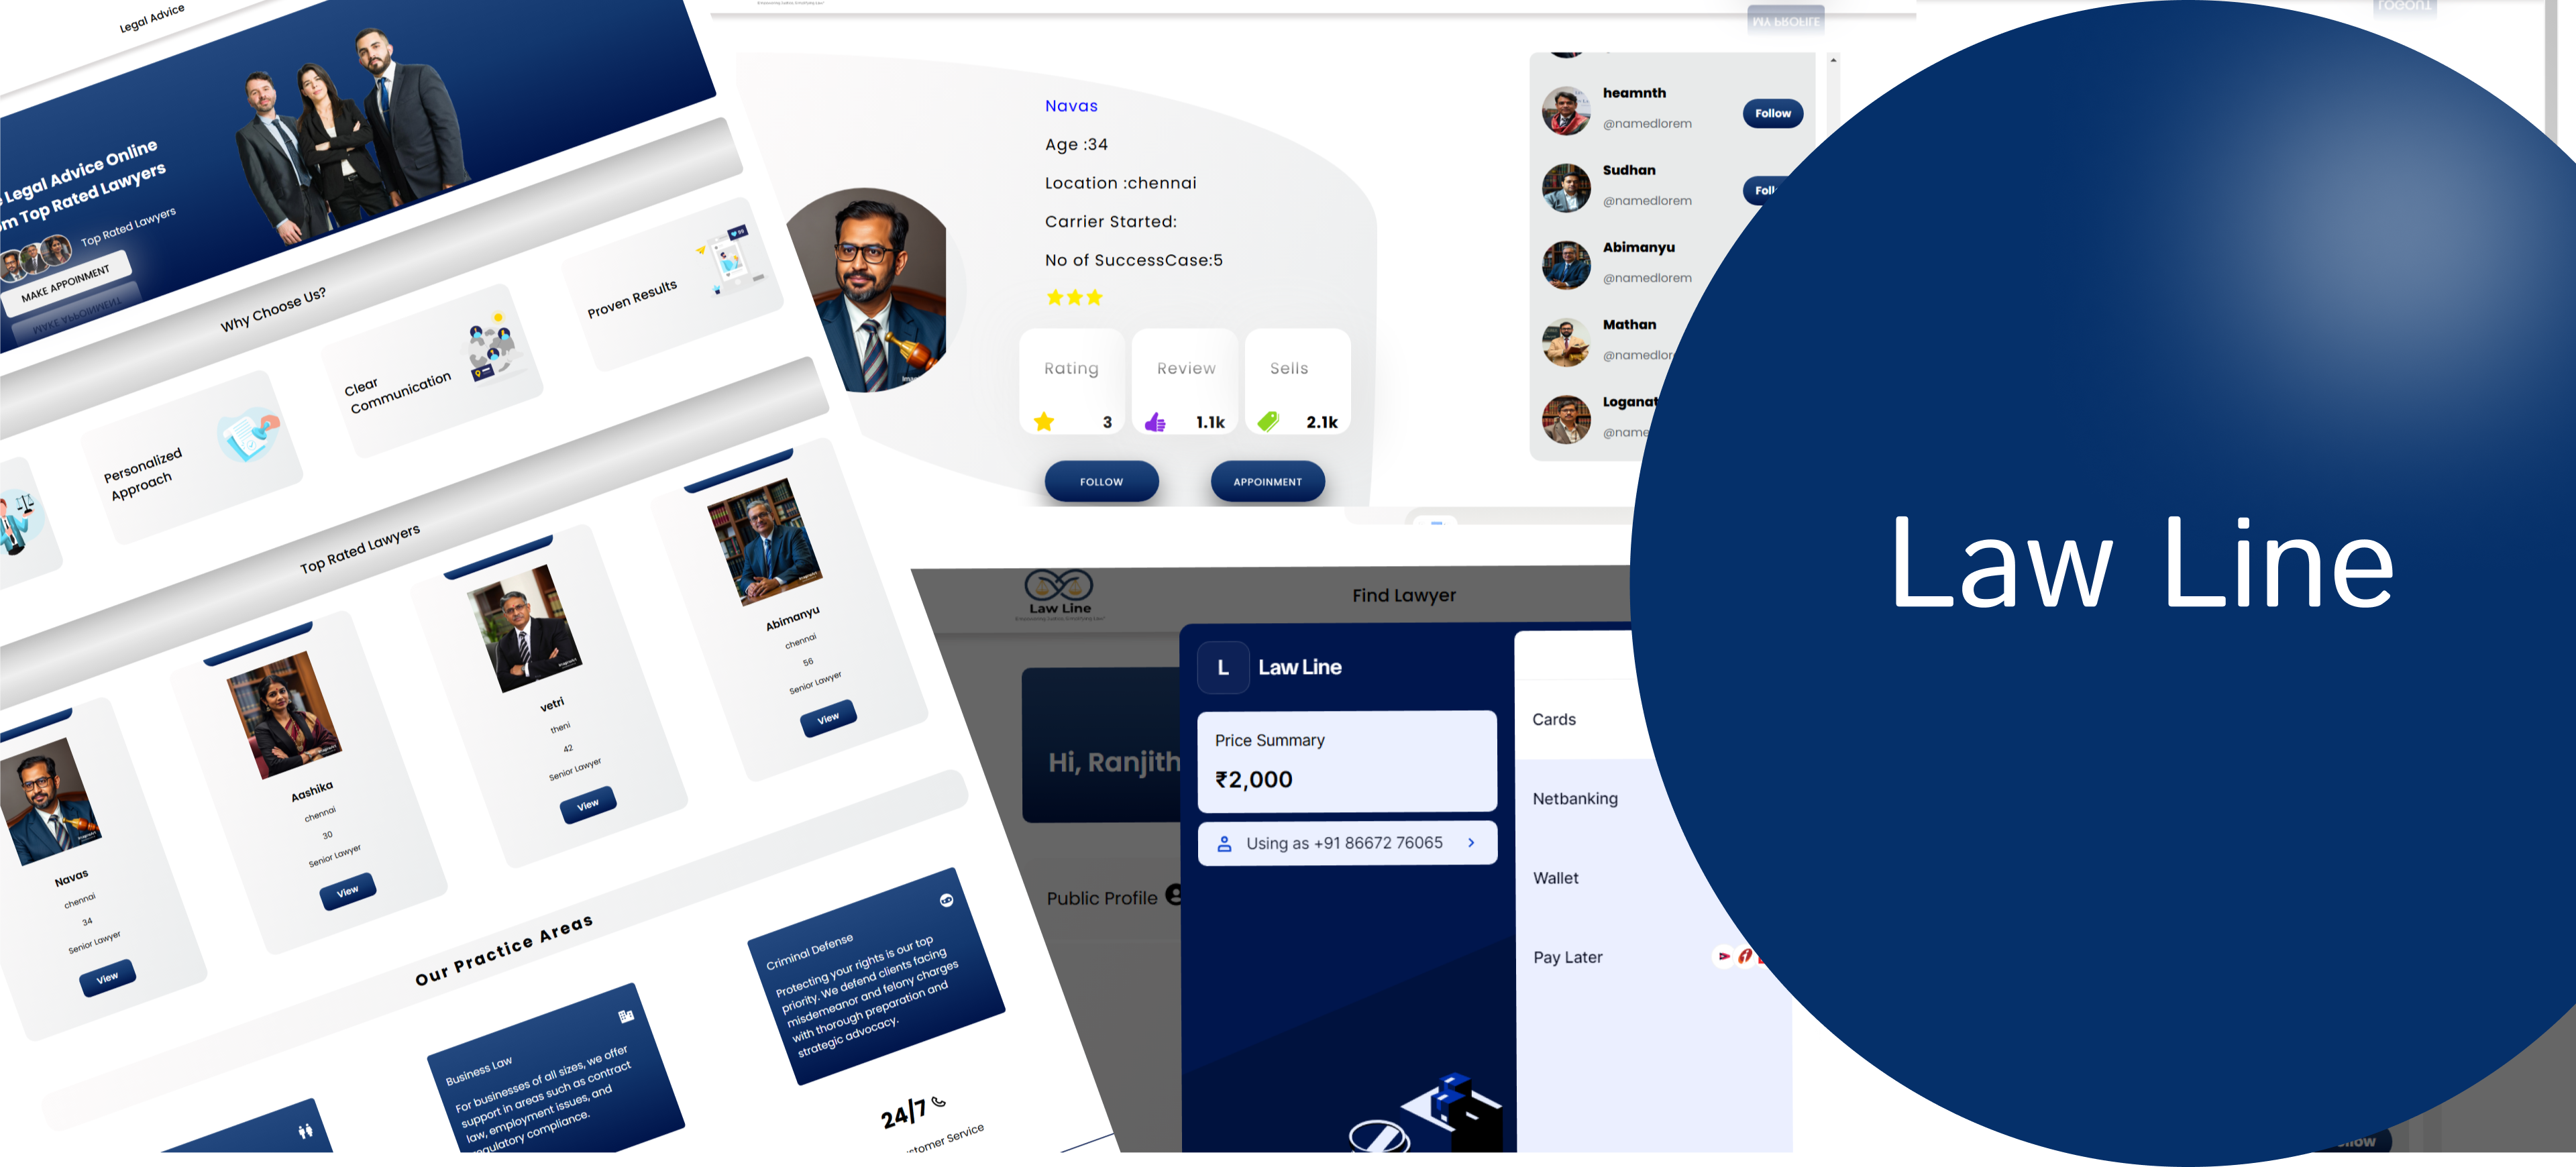 Legal Advice
Legal Advice Online
m Top Rated Lawyers
Top Rated Lawyers
MAKE APPOINMENT
MAKE APPOINMENT
Why Choose Us?
Personalized
Approach
Clear
Communication
Proven Results
Top Rated Lawyers
Navas
chennai
34
Senior Lawyer
View
Aashika
chennai
30
Senior Lawyer
View
vetri
theni
42
Senior Lawyer
View
Abimanyu
chennai
56
Senior Lawyer
View
Our Practice Areas
Business Law
For businesses of all sizes, we offer
support in areas such as contract
law, employment issues, and
egulatory compliance.
Criminal Defense
Protecting your rights is our top
priority. We defend clients facing
misdemeanor and felony charges
with thorough preparation and
strategic advocacy.
24/7
stomer Service
MY PROFILE
LOGOUT
Navas
Age :34
Location :chennai
Carrier Started:
No of SuccessCase:5
Rating
3
Review
1.1k
Sells
2.1k
FOLLOW
APPOINMENT
heamnth
@namedlorem
Follow
Sudhan
@namedlorem
Foll
Abimanyu
@namedlorem
Mathan
@namedlor
Loganat
@name
Law Line
Find Lawyer
Hi, Ranjith
Public Profile
L Law Line
Price Summary
₹2,000
Using as +91 86672 76065
Cards
Netbanking
Wallet
Pay Later
Law Line
ollow